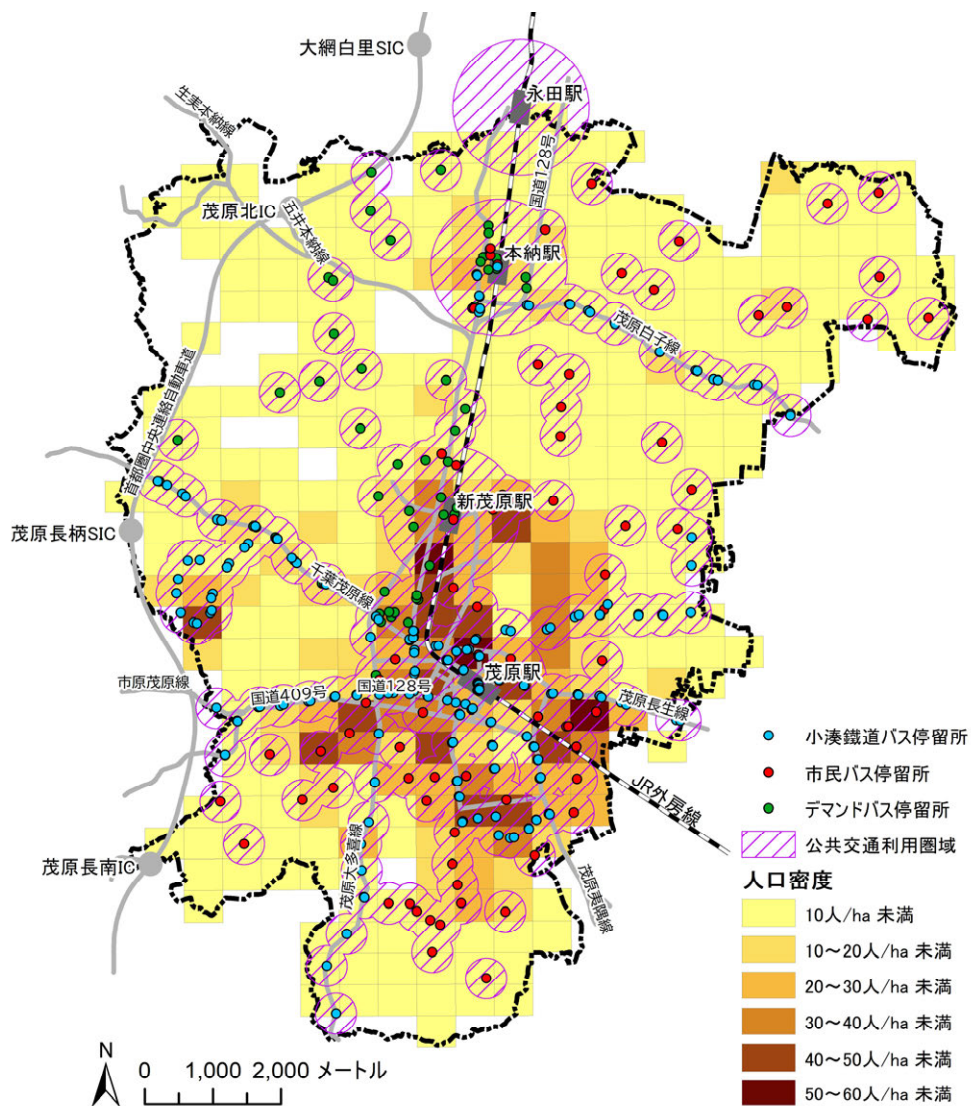 大網白里SIC
永田駅
生実本納線
国道128号
茂原北IC
五井本納線
本納駅
茂原白子線
首都圏中央連絡自動車道
新茂原駅
茂原長柄SIC
千葉茂原線
茂原駅
市原茂原線
国道409号
国道128号
茂原長生線
小湊鐵道バス停留所
市民バス停留所
JR外房線
デマンドバス停留所
公共交通利用圏域
茂原長南IC
茂原大多喜線
茂原夷隅線
人口密度
10人/ha 未満
10～20人/ha 未満
20～30人/ha 未満
30～40人/ha 未満
40～50人/ha 未満
50～60人/ha 未満
N
0 1,000 2,000 メートル